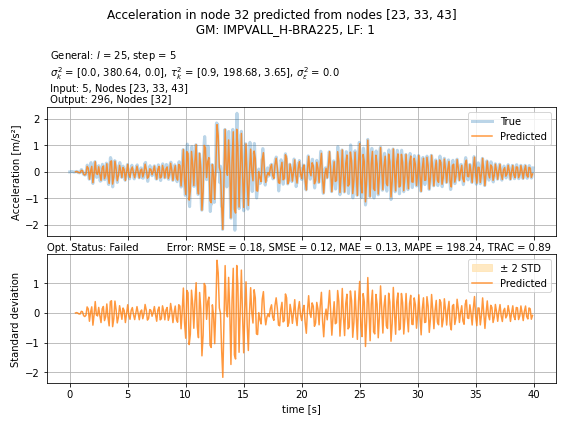 Acceleration in node 32 predicted from nodes [23, 33, 43]
GM: IMPVALL_H-BRA225, LF: 1
General: l = 25, step = 5
σ²ₖ = [0.0, 380.64, 0.0], τ²ₖ = [0.9, 198.68, 3.65], σ²ε = 0.0
Input: 5, Nodes [23, 33, 43]
Output: 296, Nodes [32]
Acceleration [m/s²]
2
1
0
−1
−2
True
Predicted
Opt. Status: Failed Error: RMSE = 0.18, SMSE = 0.12, MAE = 0.13, MAPE = 198.24, TRAC = 0.89
Standard deviation
1
0
−1
−2
± 2 STD
Predicted
0 5 10 15 20 25 30 35 40
time [s]